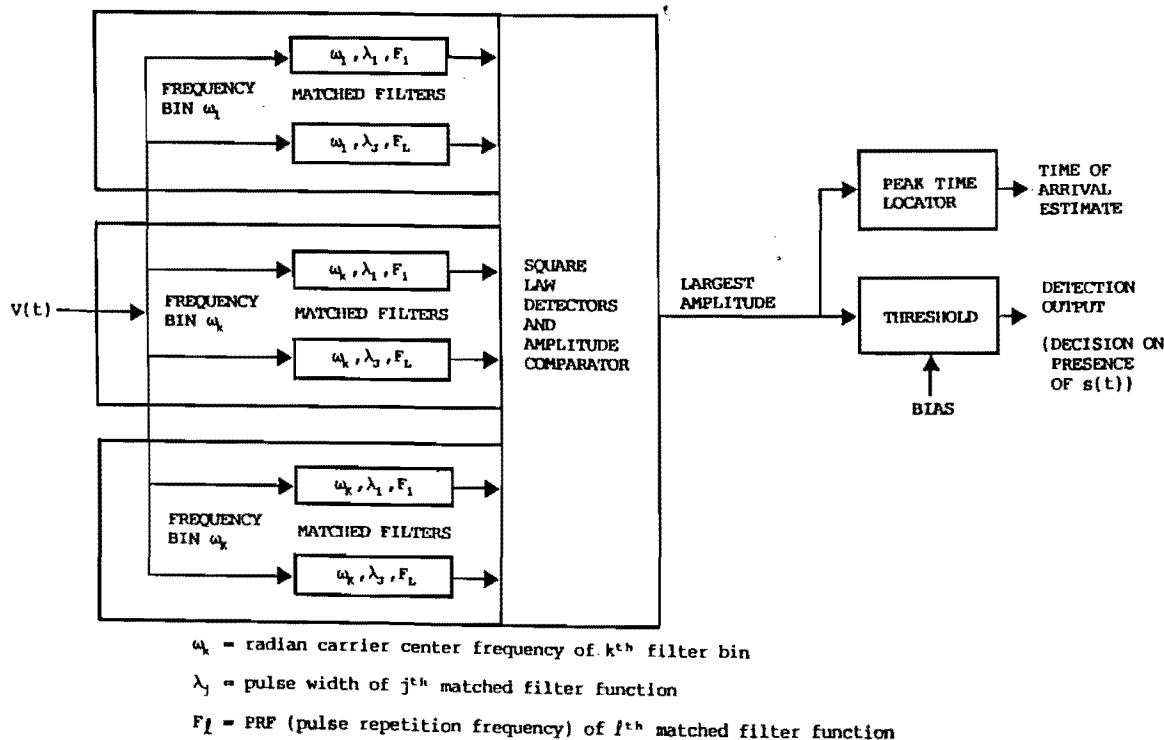 ω₁, λ₁, F₁
FREQUENCY
BIN ω₁
MATCHED FILTERS
ω₁, λJ, FL
V(t)
ωk, λ₁, F₁
FREQUENCY
BIN ωk
MATCHED FILTERS
ωk, λJ, FL
ωk, λ₁, F₁
FREQUENCY
BIN ωk
MATCHED FILTERS
ωk, λJ, FL
SQUARE
LAW
DETECTORS
AND
AMPLITUDE
COMPARATOR
LARGEST
AMPLITUDE
PEAK TIME
LOCATOR
TIME OF
ARRIVAL
ESTIMATE
THRESHOLD
BIAS
DETECTION
OUTPUT
(DECISION ON
PRESENCE
OF s(t))
ωk = radian carrier center frequency of kᵗʰ filter bin
λj = pulse width of jᵗʰ matched filter function
Fℓ = PRF (pulse repetition frequency) of ℓᵗʰ matched filter function